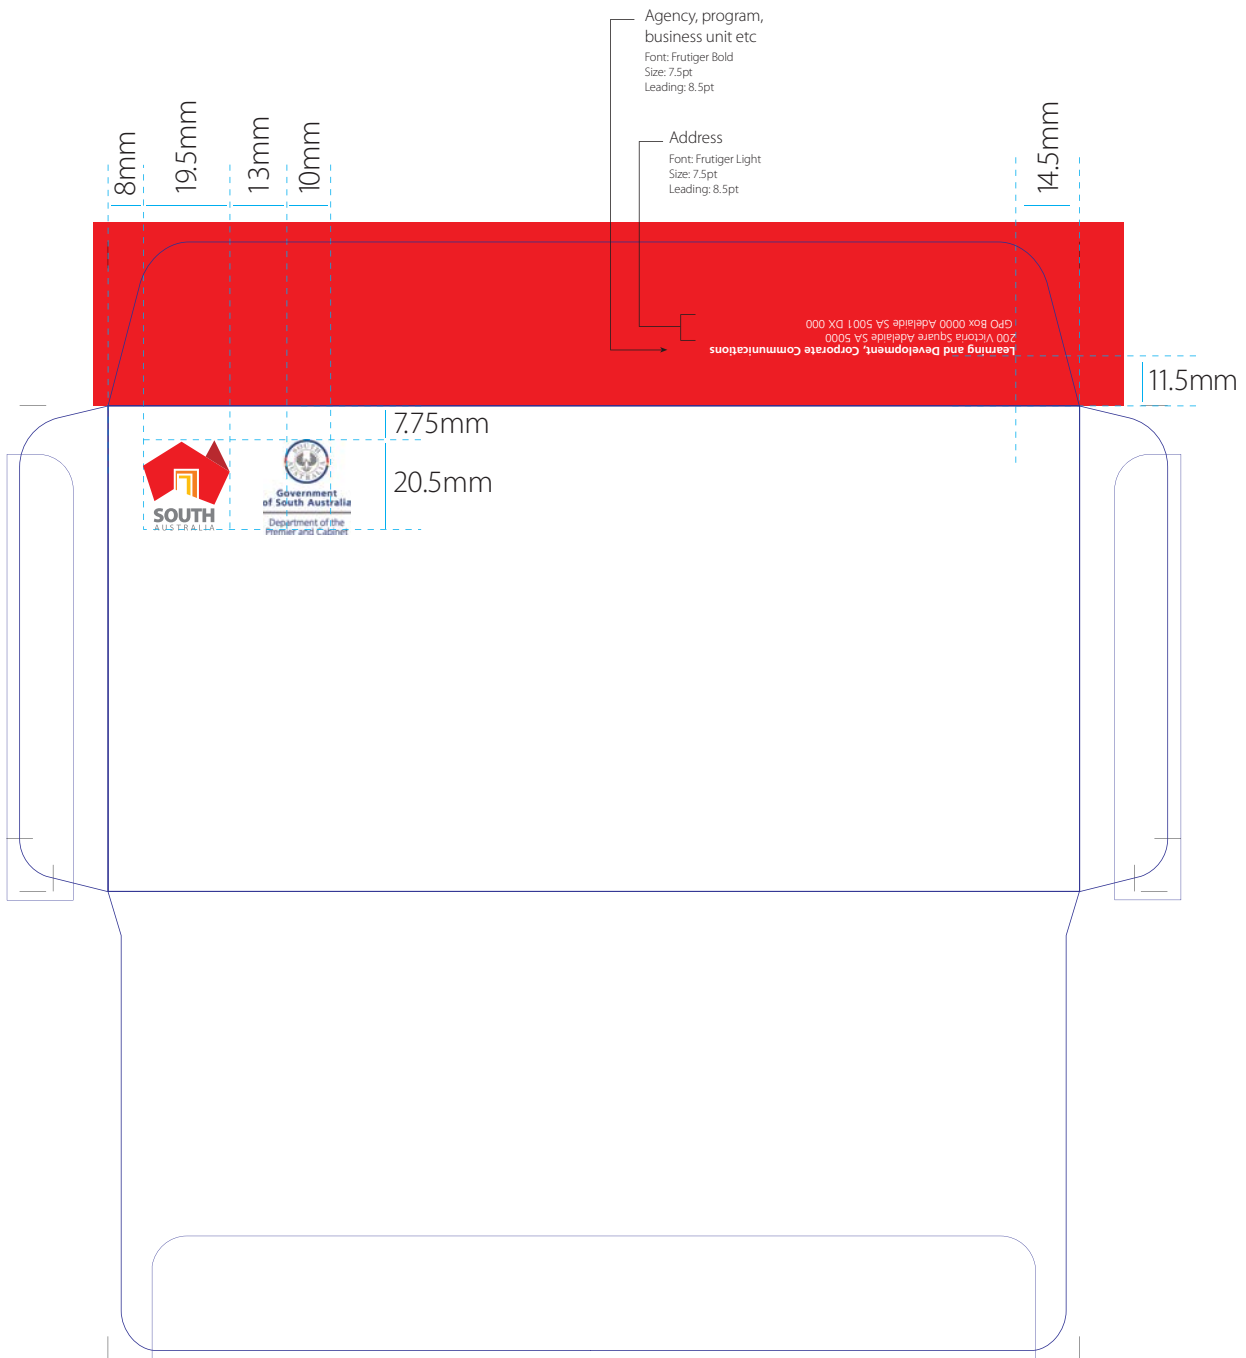 Agency, program,
business unit etc
Font: Frutiger Bold
Size: 7.5pt
Leading: 8.5pt
Address
Font: Frutiger Light
Size: 7.5pt
Leading: 8.5pt
8mm
19.5mm
13mm
10mm
14.5mm
Learning and Development, Corporate Communications
200 Victoria Square Adelaide SA 5000
GPO Box 0000 Adelaide SA 5001 DX 000
11.5mm
7.75mm
20.5mm
SOUTH
AUSTRALIA
SOUTH
AUSTRALIA
Government
of South Australia
Department of the
Premier and Cabinet